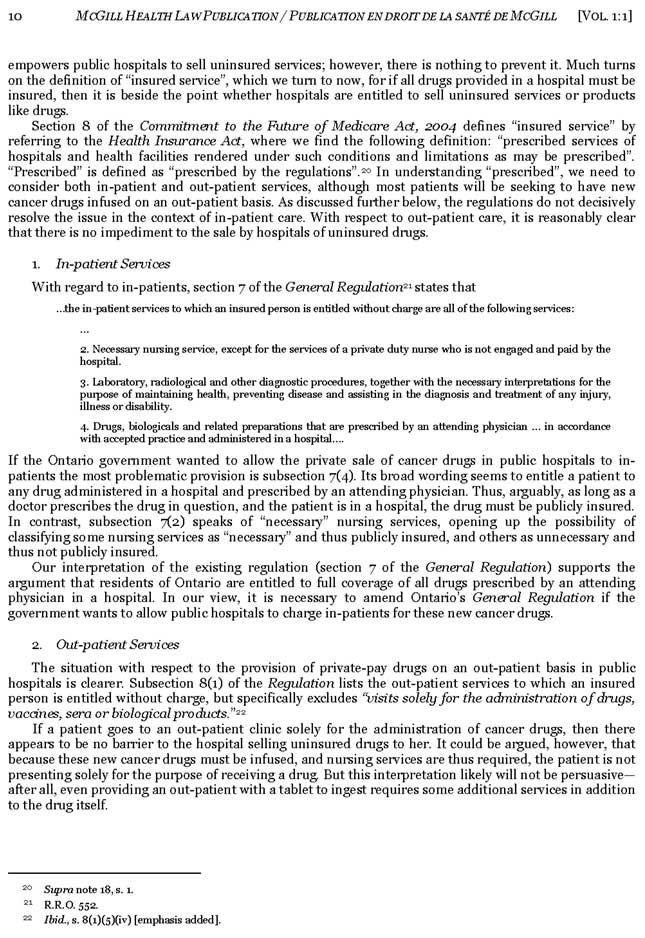 10 MCGILL HEALTH LAW PUBLICATION / PUBLICATION EN DROIT DE LA SANTÉ DE MCGILL [VOL. 1:1]
empowers public hospitals to sell uninsured services; however, there is nothing to prevent it. Much turns
on the definition of “insured service”, which we turn to now, for if all drugs provided in a hospital must be
insured, then it is beside the point whether hospitals are entitled to sell uninsured services or products
like drugs.
Section 8 of the Commitment to the Future of Medicare Act, 2004 defines “insured service” by
referring to the Health Insurance Act, where we find the following definition: “prescribed services of
hospitals and health facilities rendered under such conditions and limitations as may be prescribed”.
“Prescribed” is defined as “prescribed by the regulations”.20 In understanding “prescribed”, we need to
consider both in-patient and out-patient services, although most patients will be seeking to have new
cancer drugs infused on an out-patient basis. As discussed further below, the regulations do not decisively
resolve the issue in the context of in-patient care. With respect to out-patient care, it is reasonably clear
that there is no impediment to the sale by hospitals of uninsured drugs.
1. In-patient Services
With regard to in-patients, section 7 of the General Regulation21 states that
...the in-patient services to which an insured person is entitled without charge are all of the following services:
...
2. Necessary nursing service, except for the services of a private duty nurse who is not engaged and paid by the
hospital.
3. Laboratory, radiological and other diagnostic procedures, together with the necessary interpretations for the
purpose of maintaining health, preventing disease and assisting in the diagnosis and treatment of any injury,
illness or disability.
4. Drugs, biologicals and related preparations that are prescribed by an attending physician ... in accordance
with accepted practice and administered in a hospital....
If the Ontario government wanted to allow the private sale of cancer drugs in public hospitals to in-
patients the most problematic provision is subsection 7(4). Its broad wording seems to entitle a patient to
any drug administered in a hospital and prescribed by an attending physician. Thus, arguably, as long as a
doctor prescribes the drug in question, and the patient is in a hospital, the drug must be publicly insured.
In contrast, subsection 7(2) speaks of “necessary” nursing services, opening up the possibility of
classifying some nursing services as “necessary” and thus publicly insured, and others as unnecessary and
thus not publicly insured.
Our interpretation of the existing regulation (section 7 of the General Regulation) supports the
argument that residents of Ontario are entitled to full coverage of all drugs prescribed by an attending
physician in a hospital. In our view, it is necessary to amend Ontario’s General Regulation if the
government wants to allow public hospitals to charge in-patients for these new cancer drugs.
2. Out-patient Services
The situation with respect to the provision of private-pay drugs on an out-patient basis in public
hospitals is clearer. Subsection 8(1) of the Regulation lists the out-patient services to which an insured
person is entitled without charge, but specifically excludes “visits solely for the administration of drugs,
vaccines, sera or biological products.”22
If a patient goes to an out-patient clinic solely for the administration of cancer drugs, then there
appears to be no barrier to the hospital selling uninsured drugs to her. It could be argued, however, that
because these new cancer drugs must be infused, and nursing services are thus required, the patient is not
presenting solely for the purpose of receiving a drug. But this interpretation likely will not be persuasive—
after all, even providing an out-patient with a tablet to ingest requires some additional services in addition
to the drug itself.
20 Supra note 18, s. 1.
21 R.R.O. 552.
22 Ibid., s. 8(1)(5)(iv) [emphasis added].